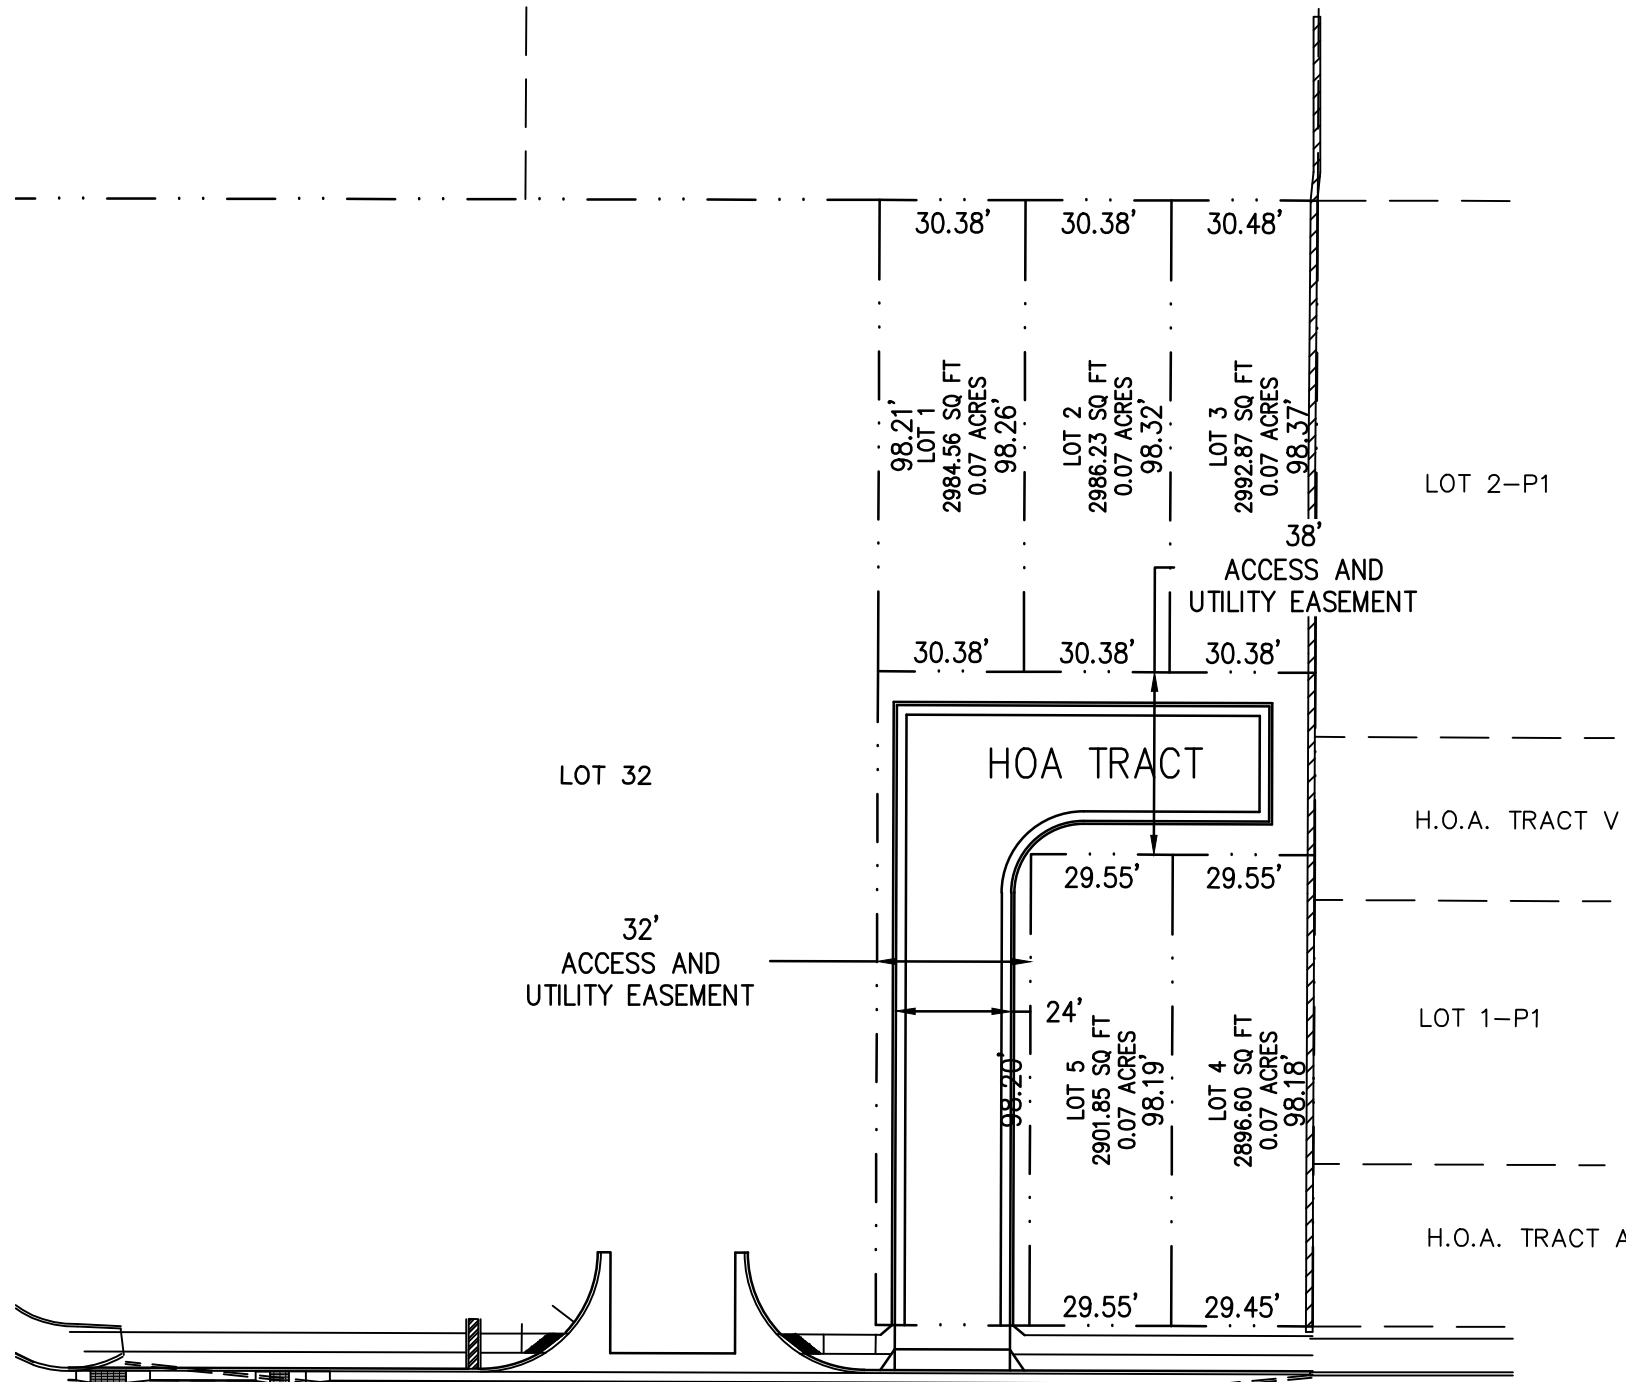 30.38'
30.38'
30.48'
98.21'
LOT 1
2984.56 SQ FT
0.07 ACRES
98.26'
LOT 2
2986.23 SQ FT
0.07 ACRES
98.32'
LOT 3
2992.87 SQ FT
0.07 ACRES
98.37'
LOT 2-P1
38'
ACCESS AND
UTILITY EASEMENT
30.38'
30.38'
30.38'
HOA TRACT
LOT 32
H.O.A. TRACT V
29.55'
29.55'
32'
ACCESS AND
UTILITY EASEMENT
24'
98.20'
LOT 5
2901.85 SQ FT
0.07 ACRES
98.19'
LOT 4
2896.60 SQ FT
0.07 ACRES
98.18'
LOT 1-P1
H.O.A. TRACT A
29.55'
29.45'